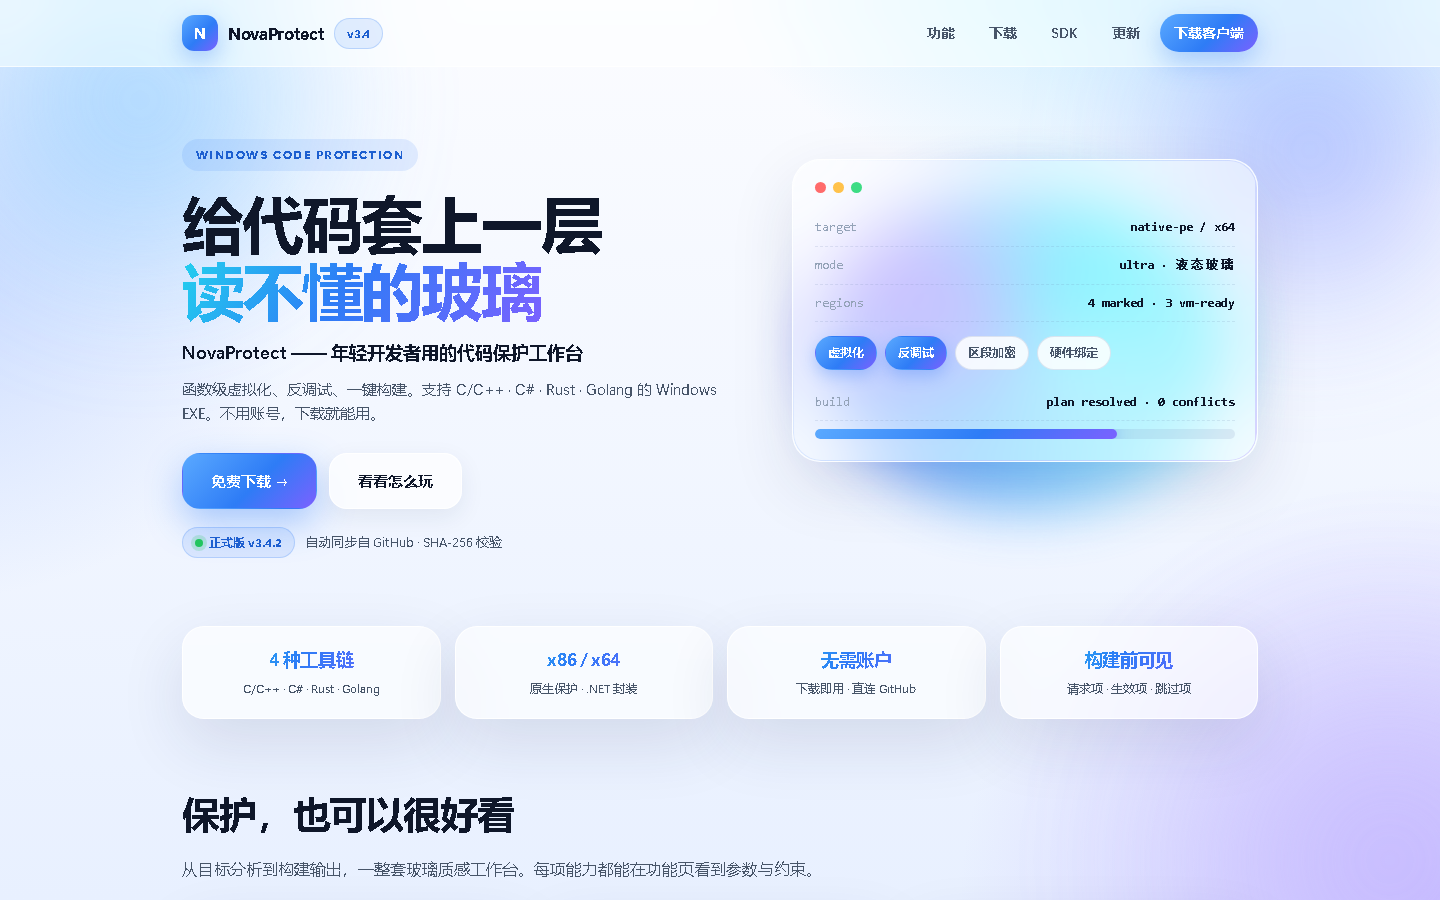 N NovaProtect v3.4 功能 下载 SDK 更新 下载客户端
WINDOWS CODE PROTECTION
给代码套上一层
读不懂的玻璃
NovaProtect —— 年轻开发者用的代码保护工作台
函数级虚拟化、反调试、一键构建。支持 C/C++ · C# · Rust · Golang 的 Windows
EXE。不用账号，下载就能用。
免费下载 → 看看怎么玩
正式版 v3.4.2 自动同步自 GitHub · SHA-256 校验
target native-pe / x64
mode ultra · 液态玻璃
regions 4 marked · 3 vm-ready
虚拟化 反调试 区段加密 硬件绑定
build plan resolved · 0 conflicts
4 种工具链
C/C++ · C# · Rust · Golang
x86 / x64
原生保护 · .NET 封装
无需账户
下载即用 · 直连 GitHub
构建前可见
请求项 · 生效项 · 跳过项
保护，也可以很好看
从目标分析到构建输出，一整套玻璃质感工作台。每项能力都能在功能页看到参数与约束。